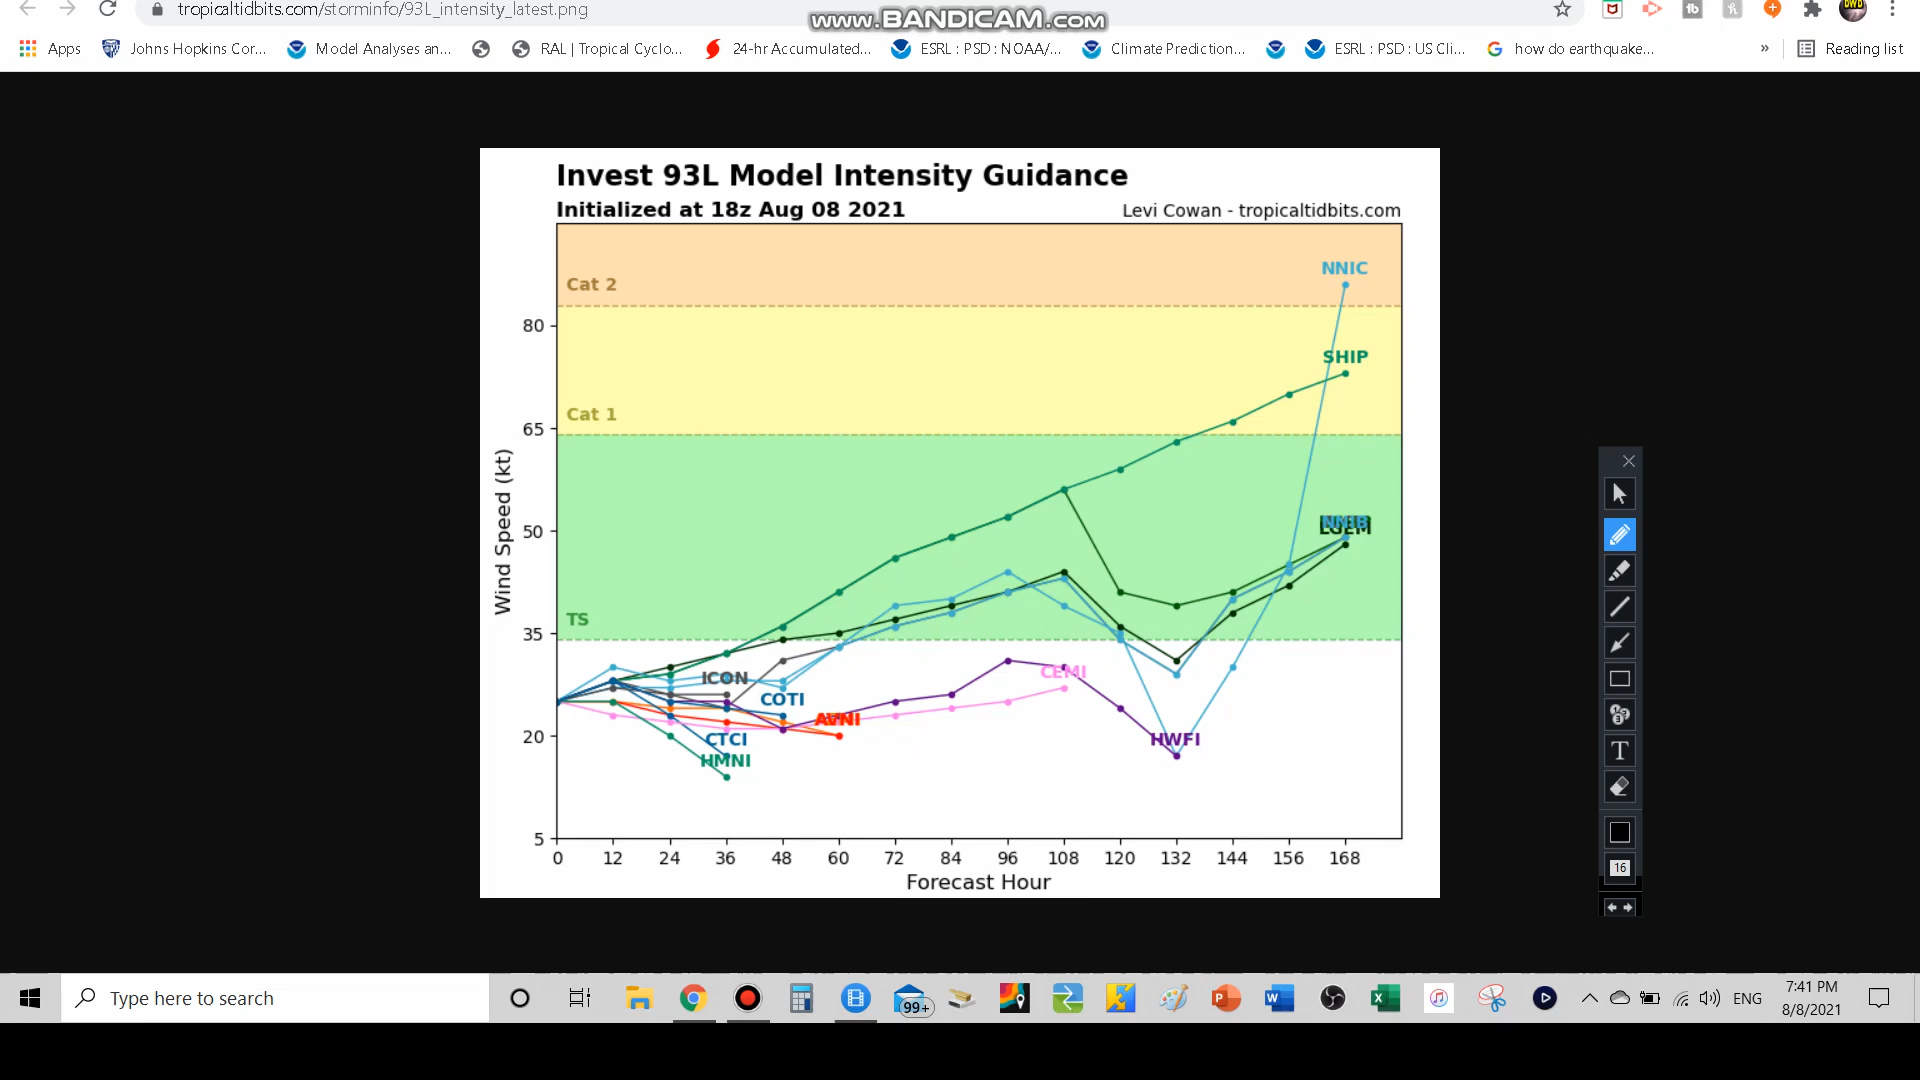 tropicaltidbits.com/storminfo/93L_intensity_latest.png
www.BANDICAM.com
Apps
Johns Hopkins Cor...
Model Analyses an...
RAL | Tropical Cyclo...
24-hr Accumulated...
ESRL : PSD : NOAA/...
Climate Prediction...
ESRL : PSD : US Cli...
how do earthquake...
»
Reading list
Invest 93L Model Intensity Guidance
Initialized at 18z Aug 08 2021
Levi Cowan - tropicaltidbits.com
Cat 2
NNIC
80
SHIP
Cat 1
65
Wind Speed (kt)
50
LGEM
TS
35
ICON
CEMI
COTI
AVNI
20
CTCI
HWFI
HMNI
5
0 12 24 36 48 60 72 84 96 108 120 132 144 156 168
Forecast Hour
T
16
Type here to search
99+
ENG
7:41 PM
8/8/2021